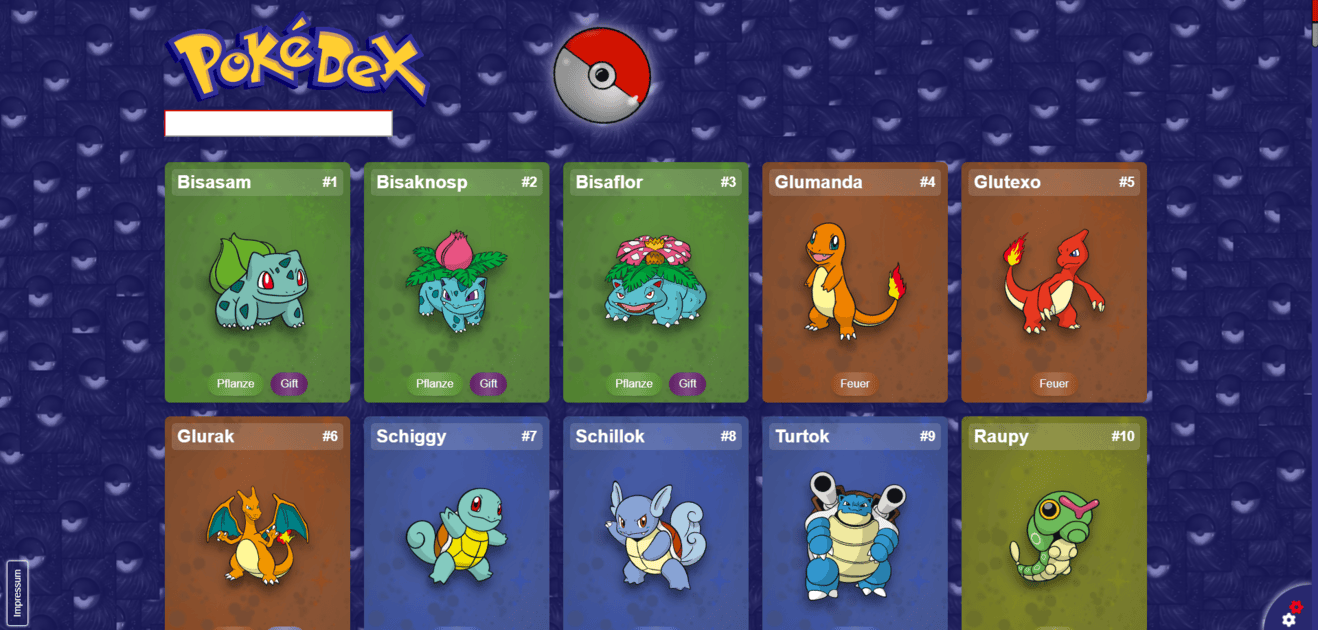 PokéDex
Bisasam #1
Bisaknosp #2
Bisaflor #3
Glumanda #4
Glutexo #5
Pflanze Gift
Pflanze Gift
Pflanze Gift
Feuer
Feuer
Glurak #6
Schiggy #7
Schillok #8
Turtok #9
Raupy #10
Impressum